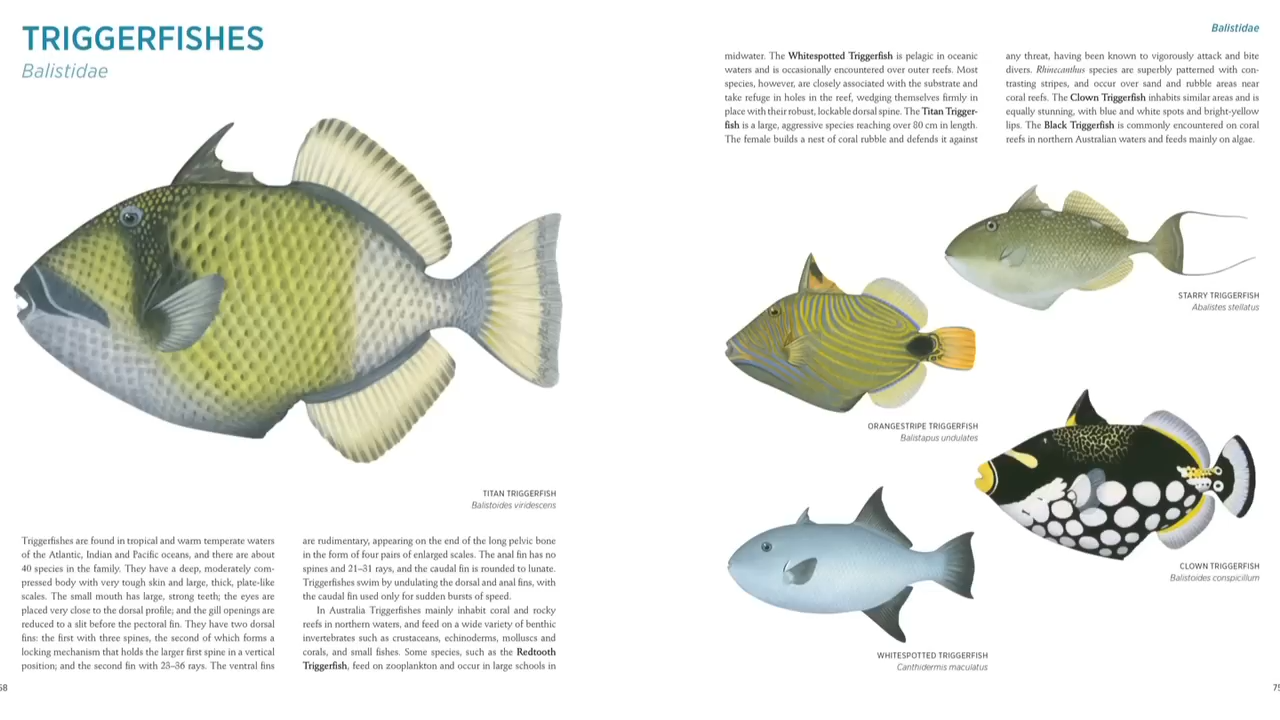 TRIGGERFISHES
Balistidae
TITAN TRIGGERFISH
Balistoides viridescens
Triggerfishes are found in tropical and warm temperate waters
of the Atlantic, Indian and Pacific oceans, and there are about
40 species in the family. They have a deep, moderately com-
pressed body with very tough skin and large, thick, plate-like
scales. The small mouth has large, strong teeth; the eyes are
placed very close to the dorsal profile; and the gill openings are
reduced to a slit before the pectoral fin. They have two dorsal
fins: the first with three spines, the second of which forms a
locking mechanism that holds the larger first spine in a vertical
position; and the second fin with 23–36 rays. The ventral fins
are rudimentary, appearing on the end of the long pelvic bone
in the form of four pairs of enlarged scales. The anal fin has no
spines and 21–31 rays, and the caudal fin is rounded to lunate.
Triggerfishes swim by undulating the dorsal and anal fins, with
the caudal fin used only for sudden bursts of speed.
In Australia Triggerfishes mainly inhabit coral and rocky
reefs in northern waters, and feed on a wide variety of benthic
invertebrates such as crustaceans, echinoderms, molluscs and
corals, and small fishes. Some species, such as the Redtooth
Triggerfish, feed on zooplankton and occur in large schools in
58
Balistidae
midwater. The Whitespotted Triggerfish is pelagic in oceanic
waters and is occasionally encountered over outer reefs. Most
species, however, are closely associated with the substrate and
take refuge in holes in the reef, wedging themselves firmly in
place with their robust, lockable dorsal spine. The Titan Trigger-
fish is a large, aggressive species reaching over 80 cm in length.
The female builds a nest of coral rubble and defends it against
any threat, having been known to vigorously attack and bite
divers. Rhinecanthus species are superbly patterned with con-
trasting stripes, and occur over sand and rubble areas near
coral reefs. The Clown Triggerfish inhabits similar areas and is
equally stunning, with blue and white spots and bright-yellow
lips. The Black Triggerfish is commonly encountered on coral
reefs in northern Australian waters and feeds mainly on algae.
STARRY TRIGGERFISH
Abalistes stellatus
ORANGESTRIPE TRIGGERFISH
Balistapus undulates
CLOWN TRIGGERFISH
Balistoides conspicillum
WHITESPOTTED TRIGGERFISH
Canthidermis maculatus
75